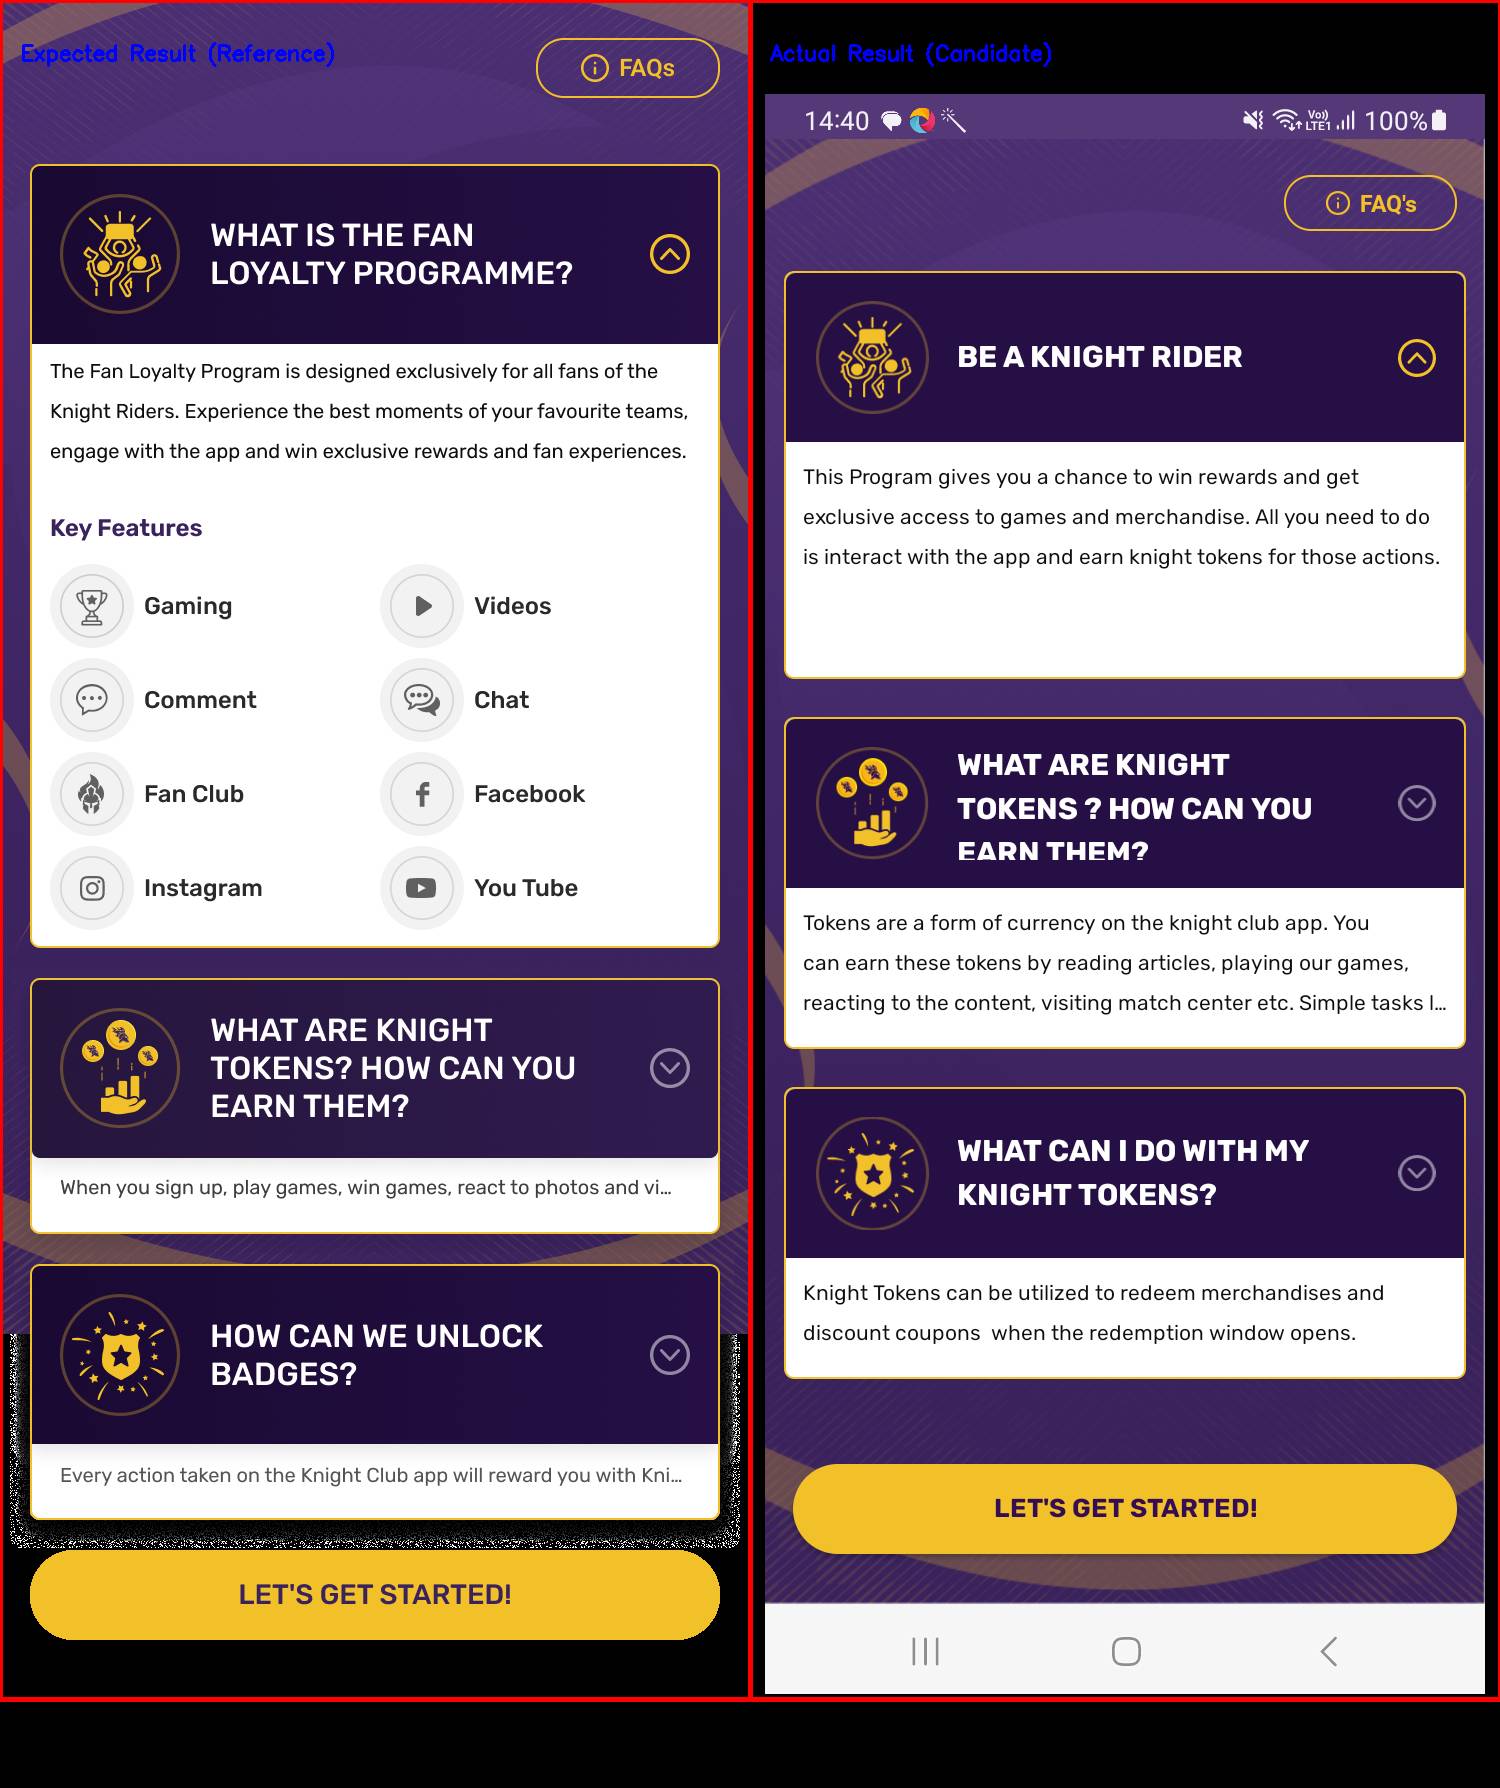 Expected Result (Reference)
FAQs
WHAT IS THE FAN
LOYALTY PROGRAMME?
The Fan Loyalty Program is designed exclusively for all fans of the
Knight Riders. Experience the best moments of your favourite teams,
engage with the app and win exclusive rewards and fan experiences.
Key Features
Gaming
Videos
Comment
Chat
Fan Club
Facebook
Instagram
You Tube
WHAT ARE KNIGHT
TOKENS? HOW CAN YOU
EARN THEM?
When you sign up, play games, win games, react to photos and vi...
HOW CAN WE UNLOCK
BADGES?
Every action taken on the Knight Club app will reward you with Kni...
LET'S GET STARTED!
Actual Result (Candidate)
14:40 Vo)) LTE1 100%
FAQ's
BE A KNIGHT RIDER
This Program gives you a chance to win rewards and get
exclusive access to games and merchandise. All you need to do
is interact with the app and earn knight tokens for those actions.
WHAT ARE KNIGHT
TOKENS ? HOW CAN YOU
EARN THEM?
Tokens are a form of currency on the knight club app. You
can earn these tokens by reading articles, playing our games,
reacting to the content, visiting match center etc. Simple tasks l...
WHAT CAN I DO WITH MY
KNIGHT TOKENS?
Knight Tokens can be utilized to redeem merchandises and
discount coupons  when the redemption window opens.
LET'S GET STARTED!